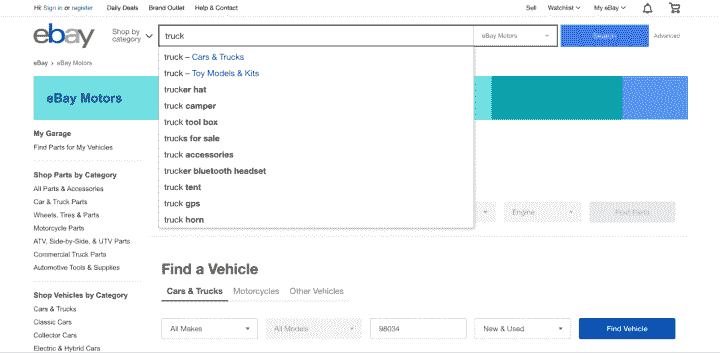 Hi! Sign in or register Daily Deals Brand Outlet Help & Contact Sell Watchlist My eBay
ebay Shop by category truck eBay Motors Search Advanced
eBay > eBay Motors
truck – Cars & Trucks
truck – Toy Models & Kits
trucker hat
truck camper
truck tool box
trucks for sale
truck accessories
trucker bluetooth headset
truck tent
truck gps
truck horn
eBay Motors
My Garage
Find Parts for My Vehicles
Shop Parts by Category
All Parts & Accessories
Car & Truck Parts
Wheels, Tires & Parts
Motorcycle Parts
ATV, Side-by-Side, & UTV Parts
Commercial Truck Parts
Automotive Tools & Supplies
Shop Vehicles by Category
Cars & Trucks
Classic Cars
Collector Cars
Electric & Hybrid Cars
Engine Find Parts
Find a Vehicle
Cars & Trucks Motorcycles Other Vehicles
All Makes All Models 98034 New & Used Find Vehicle